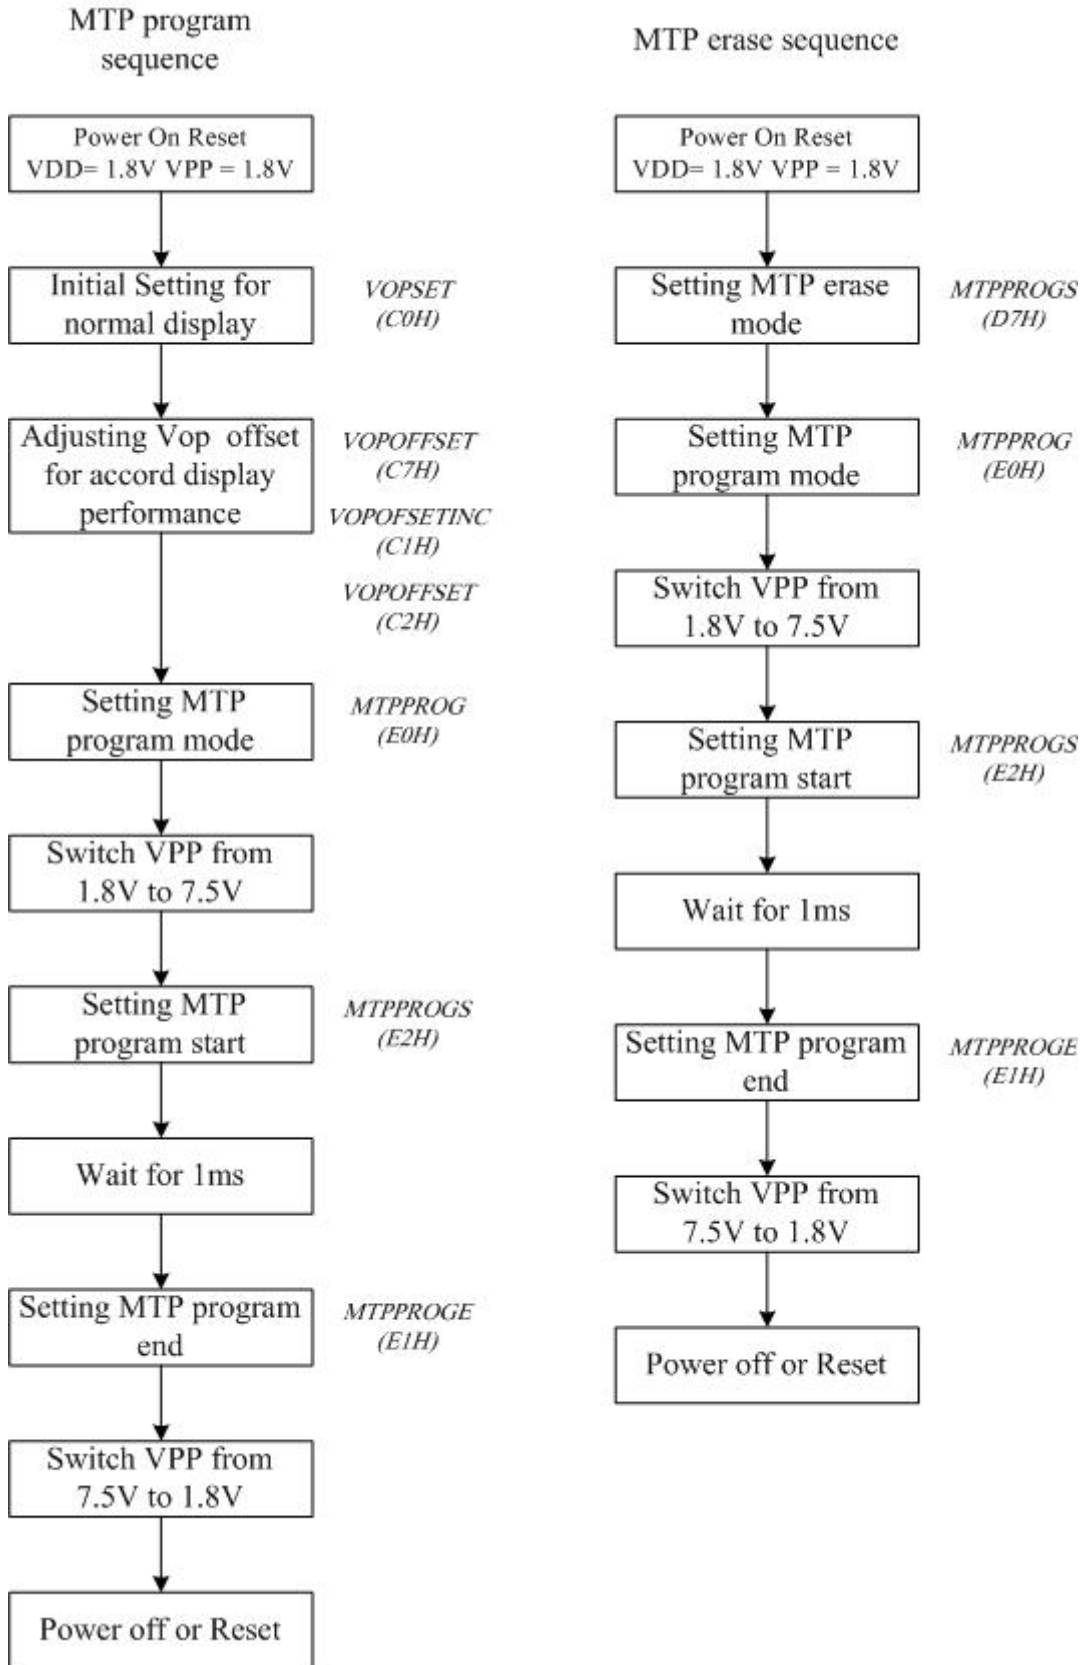 MTP program
sequence
Power On Reset
VDD= 1.8V VPP = 1.8V
Initial Setting for
normal display
VOPSET
(C0H)
Adjusting Vop offset
for accord display
performance
VOPOFFSET
(C7H)
VOPOFSETINC
(C1H)
VOPOFFSET
(C2H)
Setting MTP
program mode
MTPPROG
(E0H)
Switch VPP from
1.8V to 7.5V
Setting MTP
program start
MTPPROGS
(E2H)
Wait for 1ms
Setting MTP program
end
MTPPROGE
(E1H)
Switch VPP from
7.5V to 1.8V
Power off or Reset
MTP erase sequence
Power On Reset
VDD= 1.8V VPP = 1.8V
Setting MTP erase
mode
MTPPROGS
(D7H)
Setting MTP
program mode
MTPPROG
(E0H)
Switch VPP from
1.8V to 7.5V
Setting MTP
program start
MTPPROGS
(E2H)
Wait for 1ms
Setting MTP program
end
MTPPROGE
(E1H)
Switch VPP from
7.5V to 1.8V
Power off or Reset